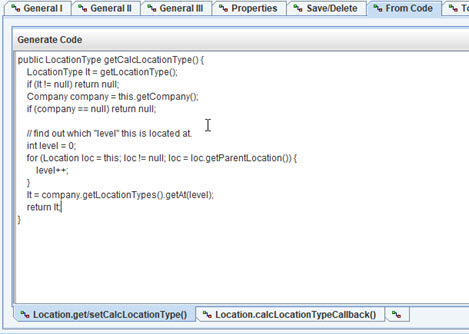 General I
General II
General III
Properties
Save/Delete
From Code
Generate Code
public LocationType getCalcLocationType() {
LocationType lt = getLocationType();
if (lt != null) return null;
Company company = this.getCompany();
if (company == null) return null;
// find out which "level" this is located at.
int level = 0;
for (Location loc = this; loc != null; loc = loc.getParentLocation()) {
level++;
}
lt = company.getLocationTypes().getAt(level);
return lt;
}
Location.get/setCalcLocationType()
Location.calcLocationTypeCallback()